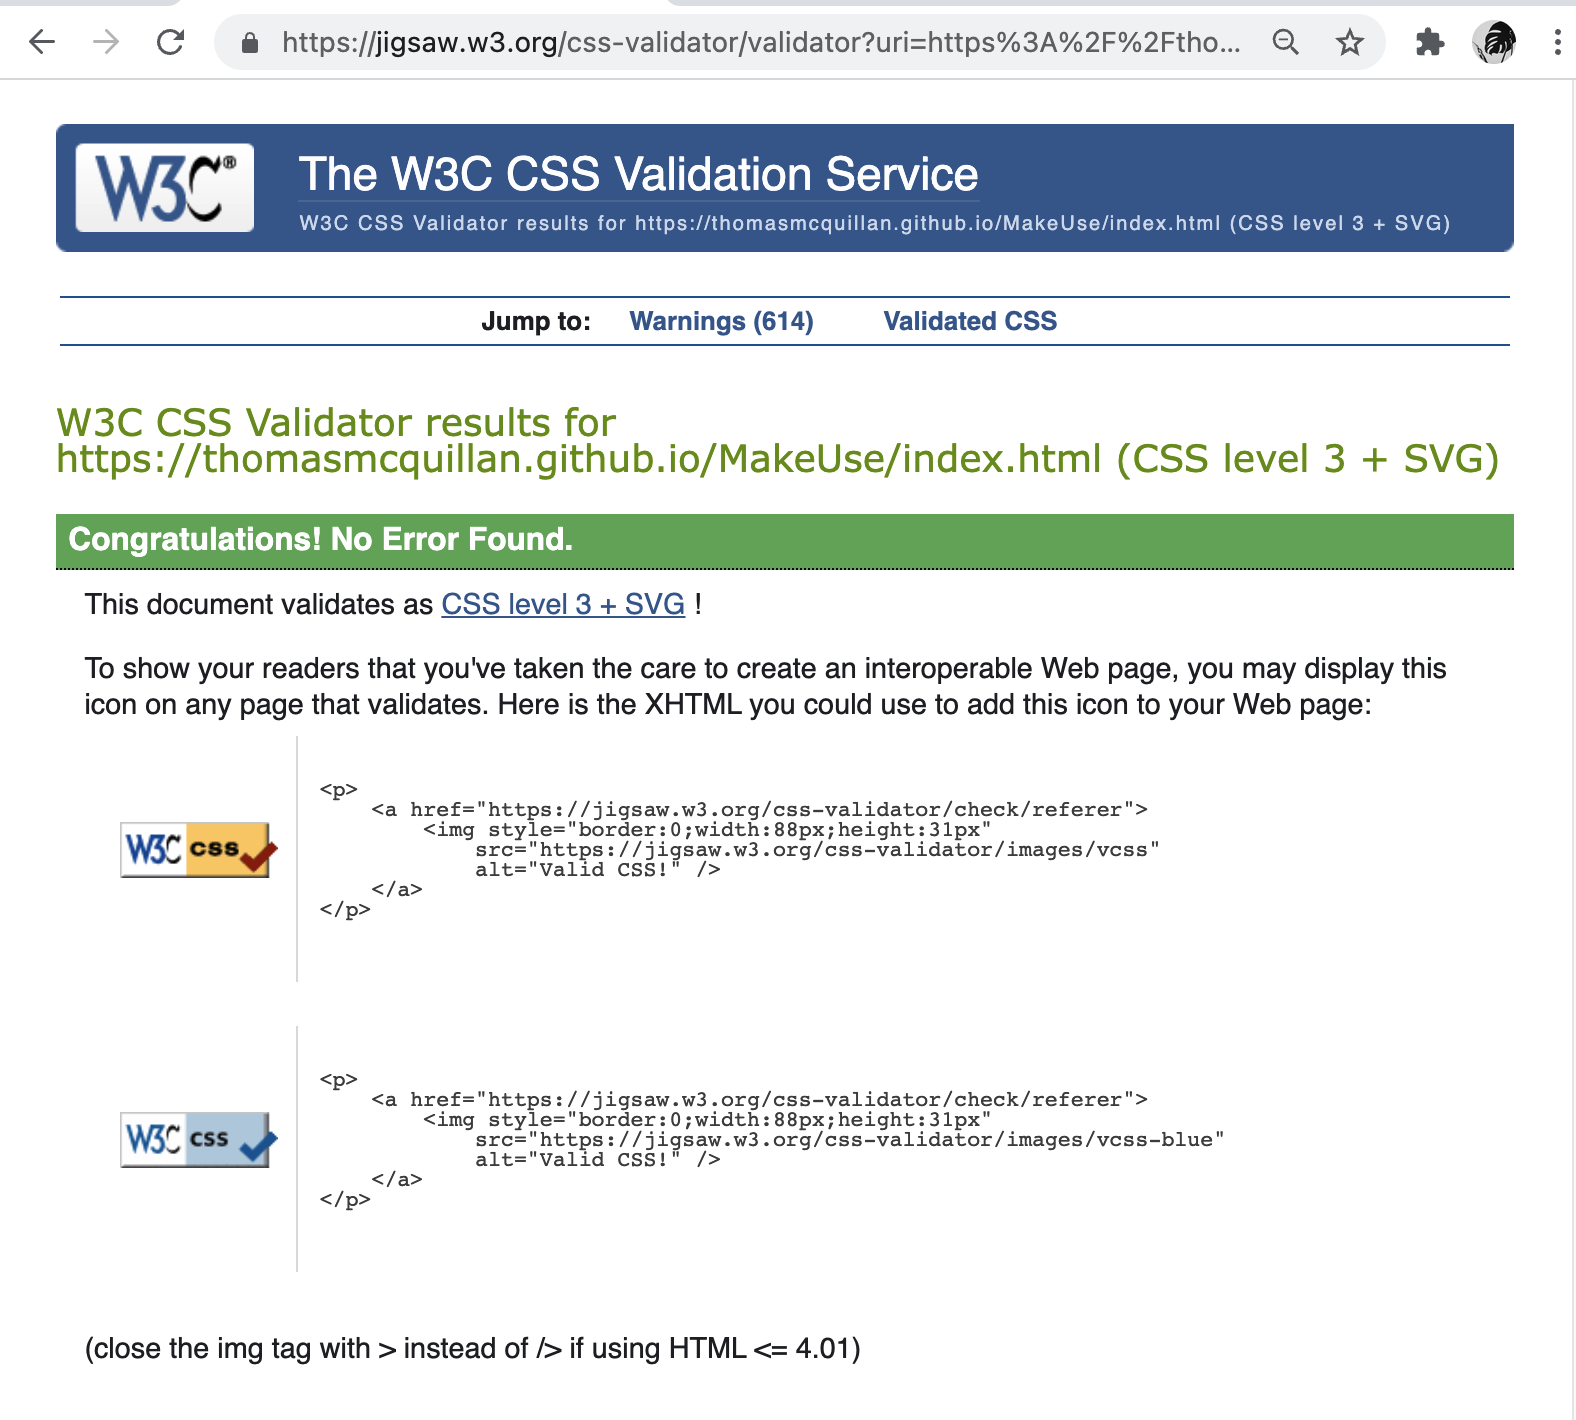 https://jigsaw.w3.org/css-validator/validator?uri=https%3A%2F%2Ftho...
W3C®
The W3C CSS Validation Service
W3C CSS Validator results for https://thomasmcquillan.github.io/MakeUse/index.html (CSS level 3 + SVG)
Jump to: Warnings (614) Validated CSS
W3C CSS Validator results for
https://thomasmcquillan.github.io/MakeUse/index.html (CSS level 3 + SVG)
Congratulations! No Error Found.
This document validates as CSS level 3 + SVG !
To show your readers that you've taken the care to create an interoperable Web page, you may display this
icon on any page that validates. Here is the XHTML you could use to add this icon to your Web page:
W3C css
<p>
<a href="https://jigsaw.w3.org/css-validator/check/referer">
<img style="border:0;width:88px;height:31px"
src="https://jigsaw.w3.org/css-validator/images/vcss"
alt="Valid CSS!" />
</a>
</p>
W3C css
<p>
<a href="https://jigsaw.w3.org/css-validator/check/referer">
<img style="border:0;width:88px;height:31px"
src="https://jigsaw.w3.org/css-validator/images/vcss-blue"
alt="Valid CSS!" />
</a>
</p>
(close the img tag with > instead of /> if using HTML <= 4.01)